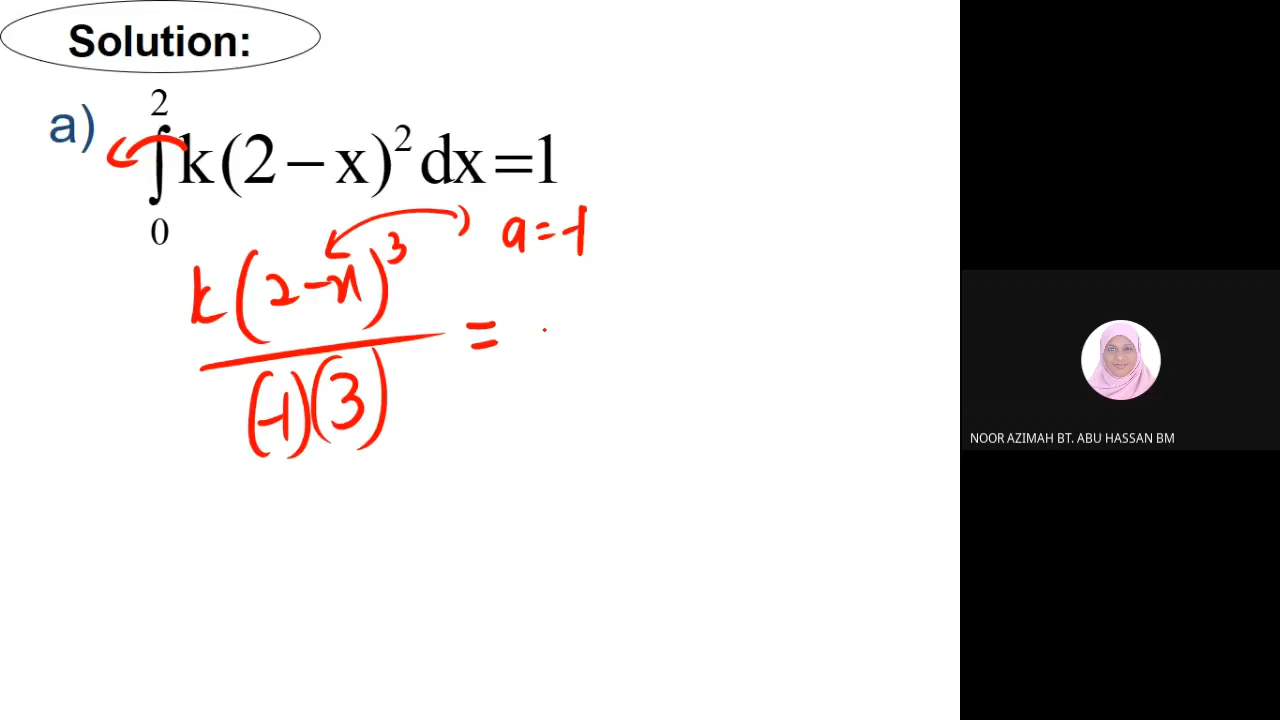 Solution:
a) ∫₀² k(2−x)² dx = 1
a = -1
k(2-x)³ / (-1)(3) =
NOOR AZIMAH BT. ABU HASSAN BM